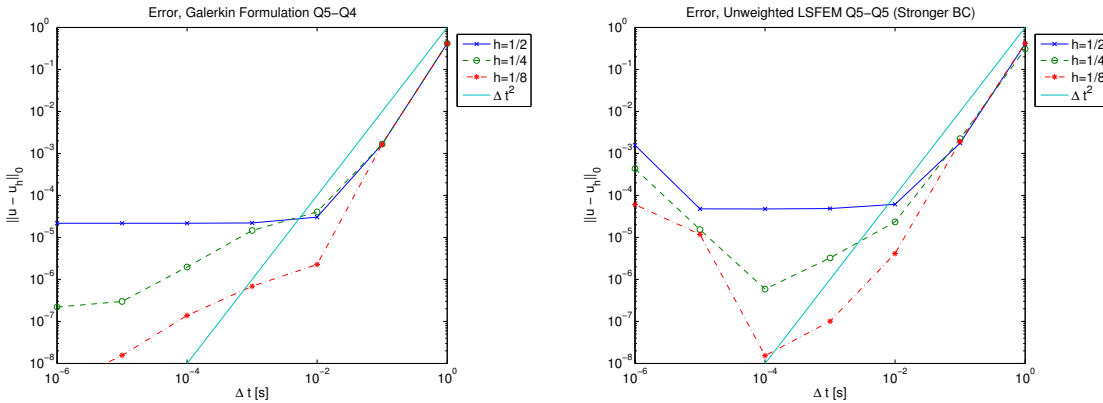 Error, Galerkin Formulation Q5−Q4
10^0
10^-1
10^-2
10^-3
10^-4
10^-5
10^-6
10^-7
10^-8
||u − u_h||_0
10^-6
10^-4
10^-2
10^0
Δ t [s]
h=1/2
h=1/4
h=1/8
Δ t^2
Error, Unweighted LSFEM Q5−Q5 (Stronger BC)
10^0
10^-1
10^-2
10^-3
10^-4
10^-5
10^-6
10^-7
10^-8
||u − u_h||_0
10^-6
10^-4
10^-2
10^0
Δ t [s]
h=1/2
h=1/4
h=1/8
Δ t^2